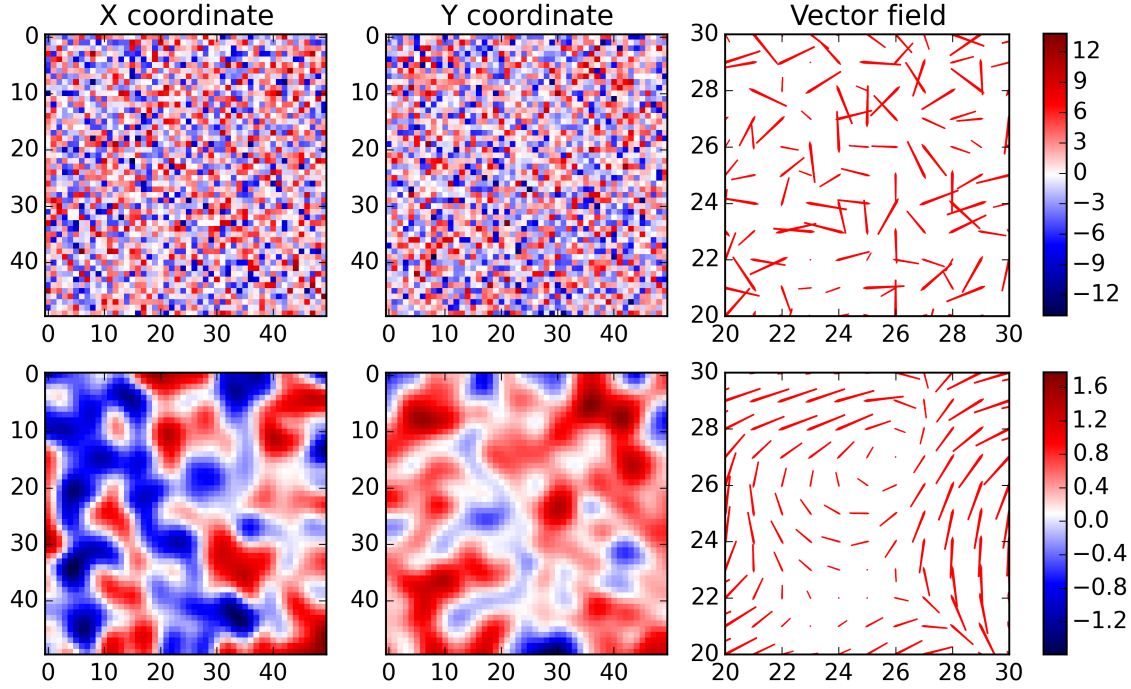 X coordinate Y coordinate Vector field
0 0 30 12
10 10 28 9
20 20 26 6
30 30 24 3
40 40 22 0
20 −3
−6
−9
−12
0 10 20 30 40 0 10 20 30 40 20 22 24 26 28 30
0 0 30 1.6
10 10 28 1.2
20 20 26 0.8
30 30 24 0.4
40 40 22 0.0
20 −0.4
−0.8
−1.2
0 10 20 30 40 0 10 20 30 40 20 22 24 26 28 30